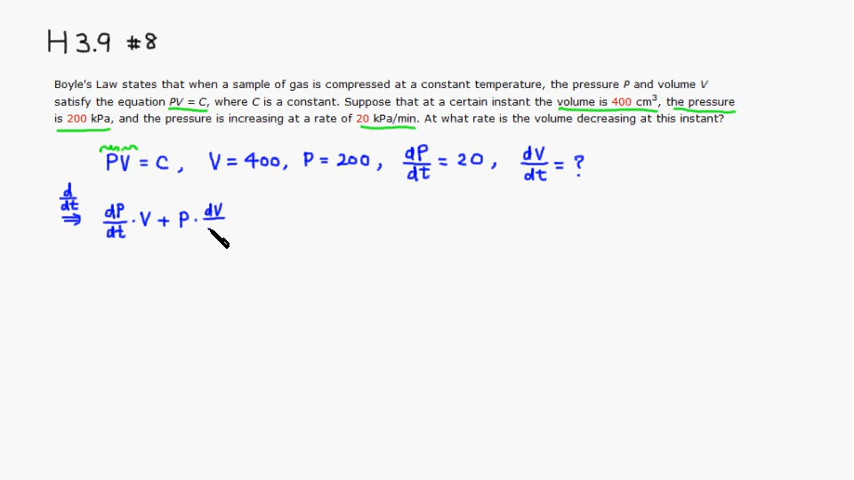 H 3.9 #8
Boyle's Law states that when a sample of gas is compressed at a constant temperature, the pressure P and volume V
satisfy the equation PV = C, where C is a constant. Suppose that at a certain instant the volume is 400 cm³, the pressure
is 200 kPa, and the pressure is increasing at a rate of 20 kPa/min. At what rate is the volume decreasing at this instant?
PV = C, V = 400, P = 200, dP/dt = 20, dV/dt = ?
d/dt ⇒ dP/dt · V + P · dV